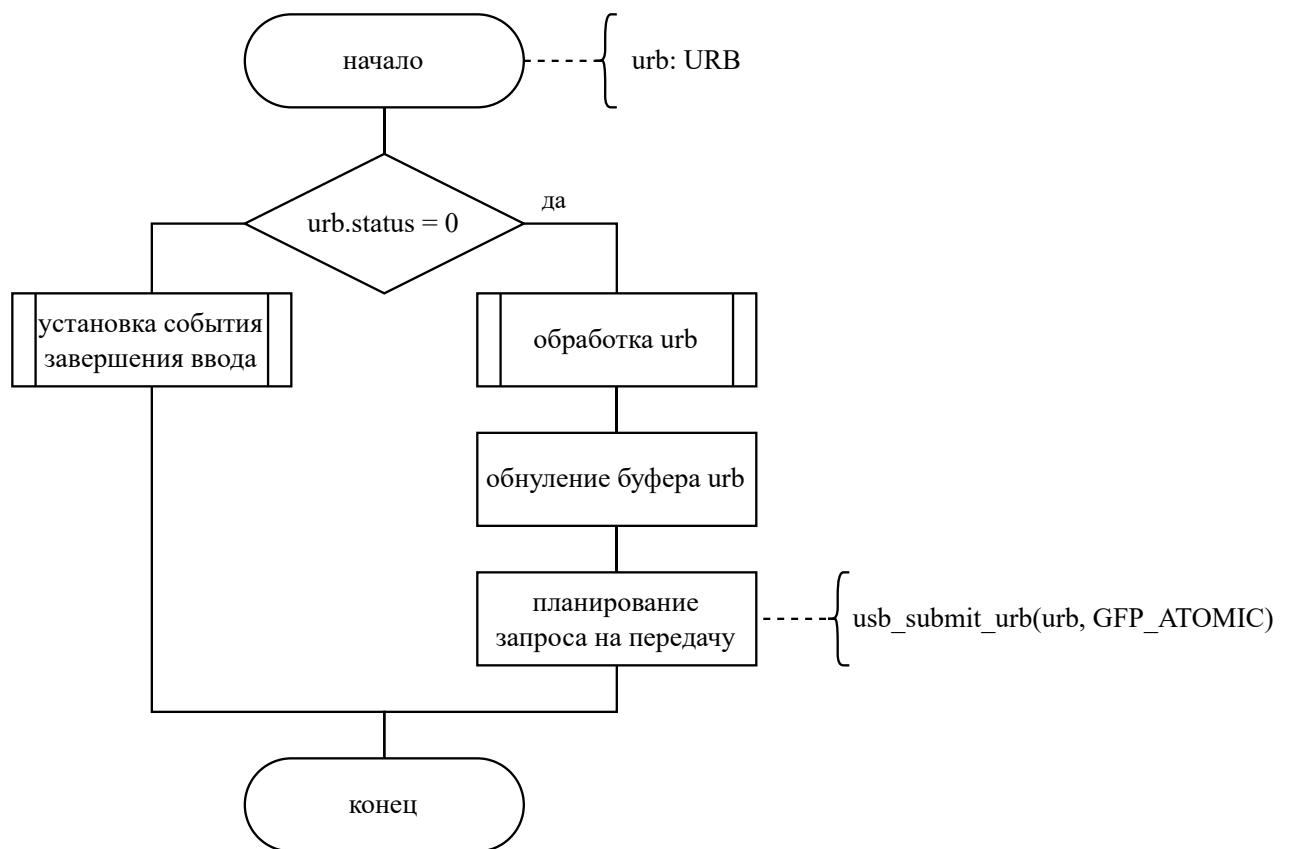 начало
urb: URB
да
urb.status = 0
установка события
завершения ввода
обработка urb
обнуление буфера urb
планирование
запроса на передачу
usb_submit_urb(urb, GFP_ATOMIC)
конец